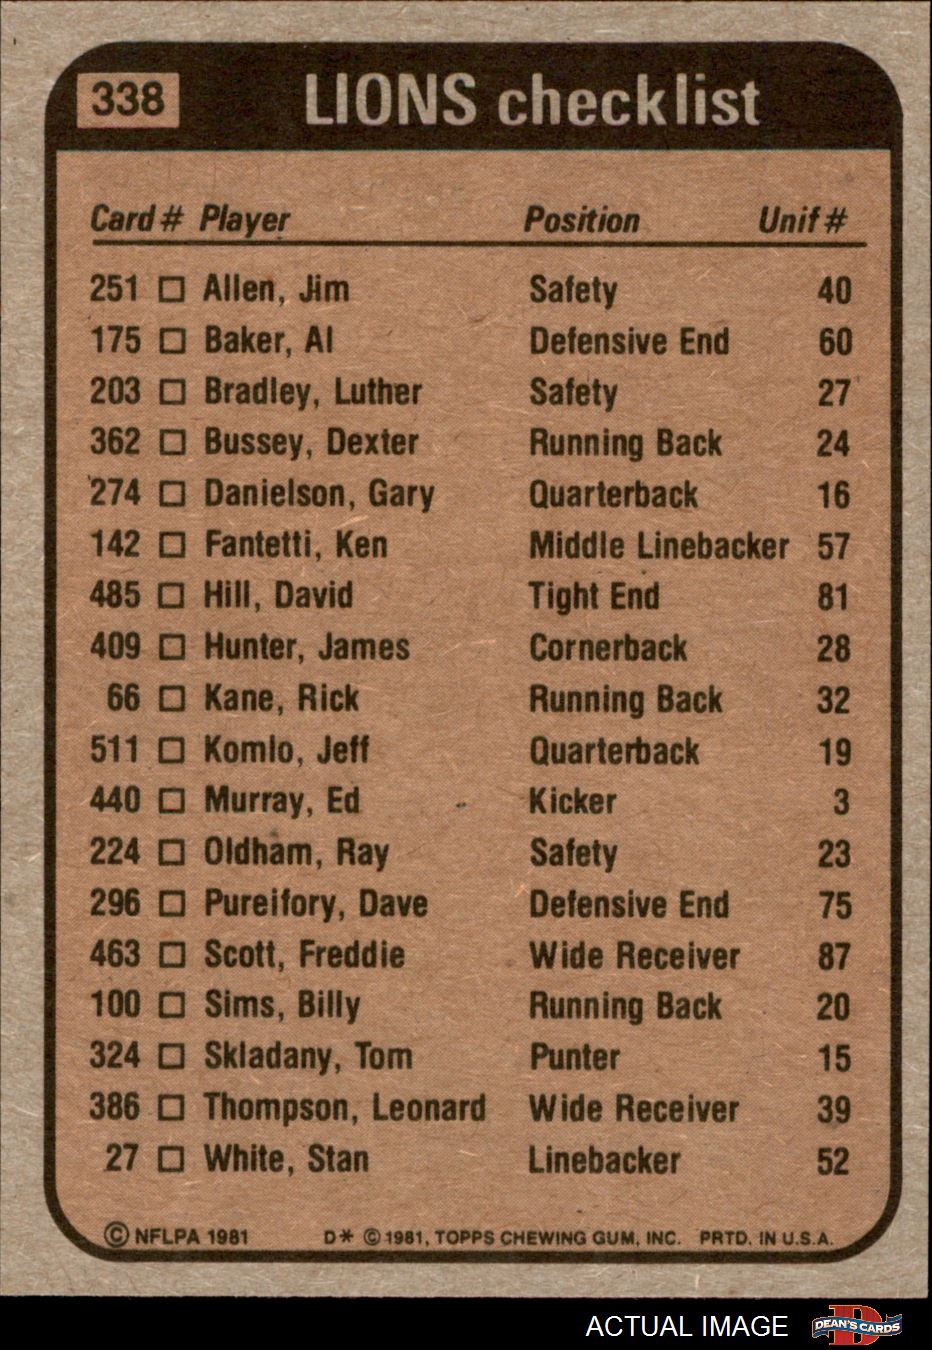 338 LIONS checklist
Card # Player Position Unif #
251 □ Allen, Jim Safety 40
175 □ Baker, Al Defensive End 60
203 □ Bradley, Luther Safety 27
362 □ Bussey, Dexter Running Back 24
274 □ Danielson, Gary Quarterback 16
142 □ Fantetti, Ken Middle Linebacker 57
485 □ Hill, David Tight End 81
409 □ Hunter, James Cornerback 28
66 □ Kane, Rick Running Back 32
511 □ Komlo, Jeff Quarterback 19
440 □ Murray, Ed Kicker 3
224 □ Oldham, Ray Safety 23
296 □ Pureifory, Dave Defensive End 75
463 □ Scott, Freddie Wide Receiver 87
100 □ Sims, Billy Running Back 20
324 □ Skladany, Tom Punter 15
386 □ Thompson, Leonard Wide Receiver 39
27 □ White, Stan Linebacker 52
© NFLPA 1981 D* © 1981, TOPPS CHEWING GUM, INC. PRTD. IN U.S.A.
ACTUAL IMAGE D DEAN'S CARDS